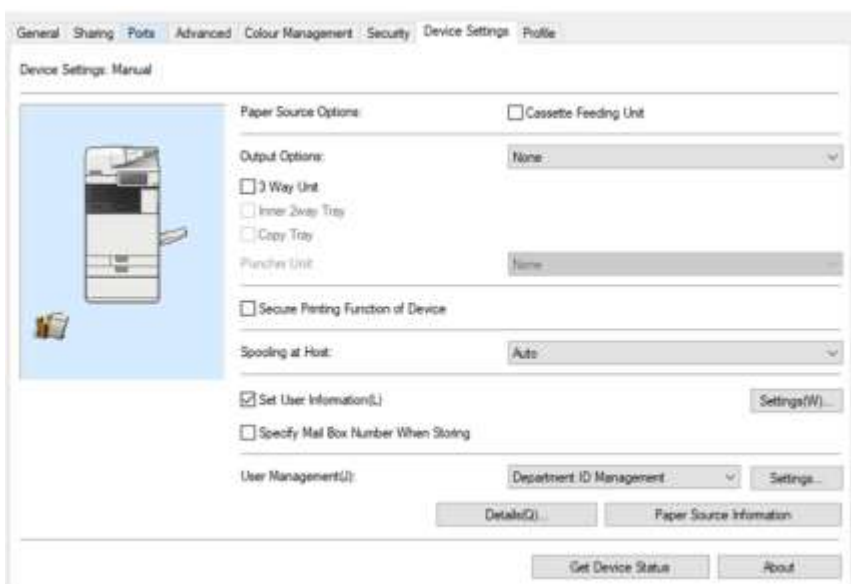 General Sharing Ports Advanced Colour Management Security Device Settings Profile
Device Settings: Manual
Paper Source Options: Cassette Feeding Unit
Output Options: None
3 Way Unit
Inner 2way Tray
Copy Tray
Puncher Unit: None
Secure Printing Function of Device
Spooling at Host: Auto
Set User Information(L) Settings(W)...
Specify Mail Box Number When Storing
User Management(J): Department ID Management Settings...
Details(Q)... Paper Source Information
Get Device Status About